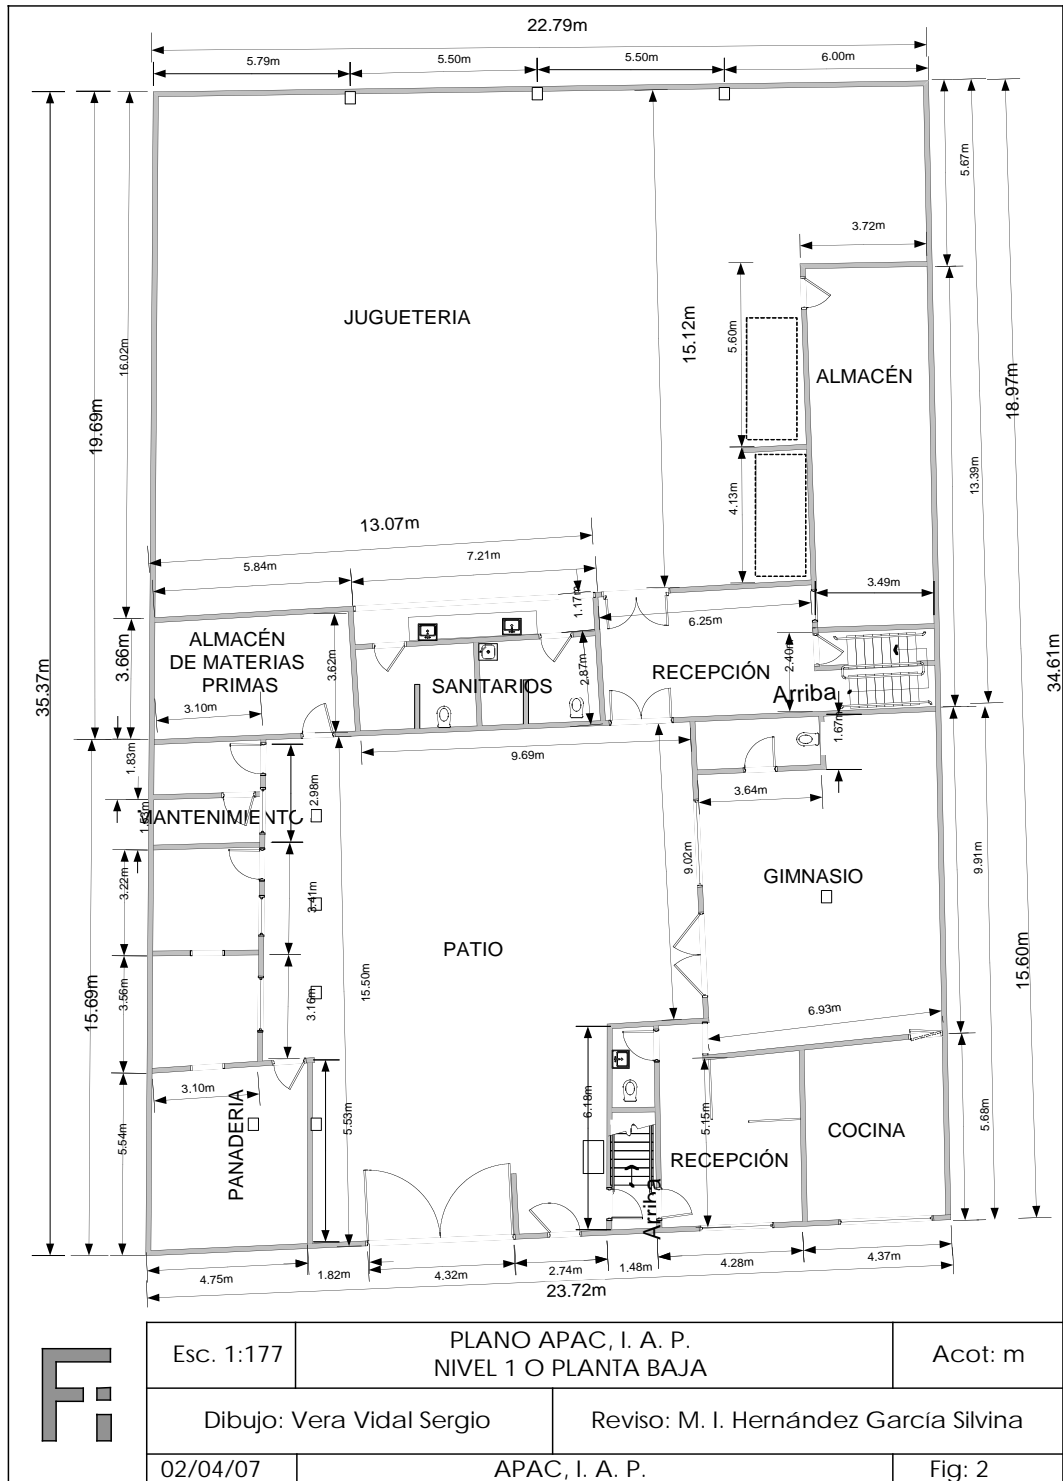 22.79m
5.79m
5.50m
5.50m
6.00m
5.67m
3.72m
JUGUETERIA
15.12m
5.60m
ALMACÉN
16.02m
19.69m
18.97m
13.39m
4.13m
13.07m
7.21m
5.84m
1.17m
3.49m
6.25m
ALMACÉN
DE MATERIAS
PRIMAS
3.66m
3.62m
3.10m
SANITARIOS
2.87m
RECEPCIÓN
2.40m
Arriba
35.37m
34.61m
1.67m
9.69m
1.83m
2.98m
MANTENIMIENTO
3.64m
9.02m
GIMNASIO
9.91m
3.22m
3.41m
PATIO
15.50m
15.69m
3.56m
3.16m
15.60m
6.93m
3.10m
PANADERIA
5.54m
5.53m
6.18m
5.15m
RECEPCIÓN
COCINA
5.68m
Arriba
4.75m
1.82m
4.32m
2.74m
1.48m
4.28m
4.37m
23.72m
Fi
Esc. 1:177
PLANO APAC, I. A. P.
NIVEL 1 O PLANTA BAJA
Acot: m
Dibujo: Vera Vidal Sergio
Reviso: M. I. Hernández García Silvina
02/04/07
APAC, I. A. P.
Fig: 2